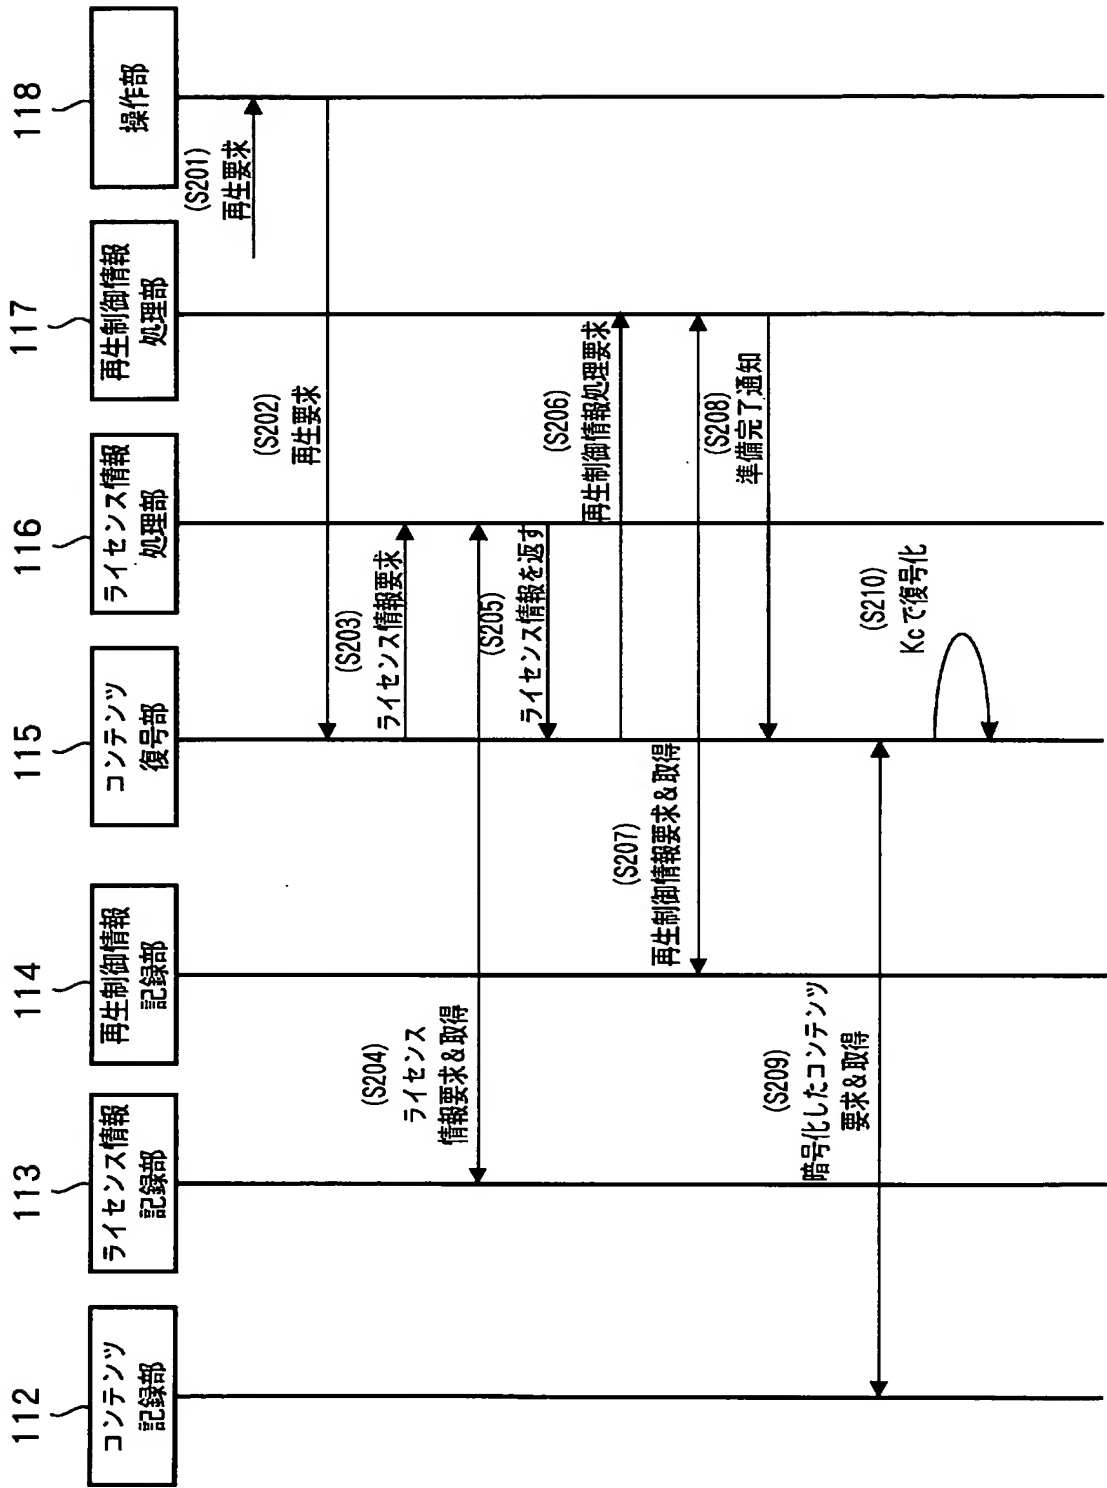 112
コンテンツ
記録部
113
ライセンス情報
記録部
114
再生制御情報
記録部
115
コンテンツ
復号部
116
ライセンス情報
処理部
117
再生制御情報
処理部
118
操作部
(S201)
再生要求
(S202)
再生要求
(S203)
ライセンス情報要求
(S204)
ライセンス
情報要求&取得
(S205)
ライセンス情報を返す
(S206)
再生制御情報処理要求
(S207)
再生制御情報要求&取得
(S208)
準備完了通知
(S209)
暗号化したコンテンツ
要求&取得
(S210)
Kcで復号化